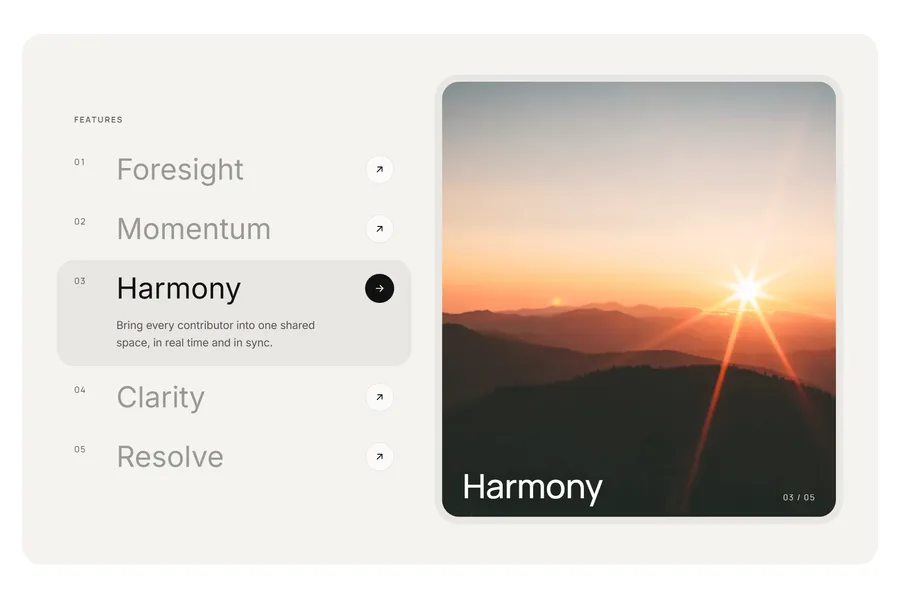 FEATURES
01
Foresight
02
Momentum
03
Harmony
Bring every contributor into one shared
space, in real time and in sync.
04
Clarity
05
Resolve
Harmony
03 / 05